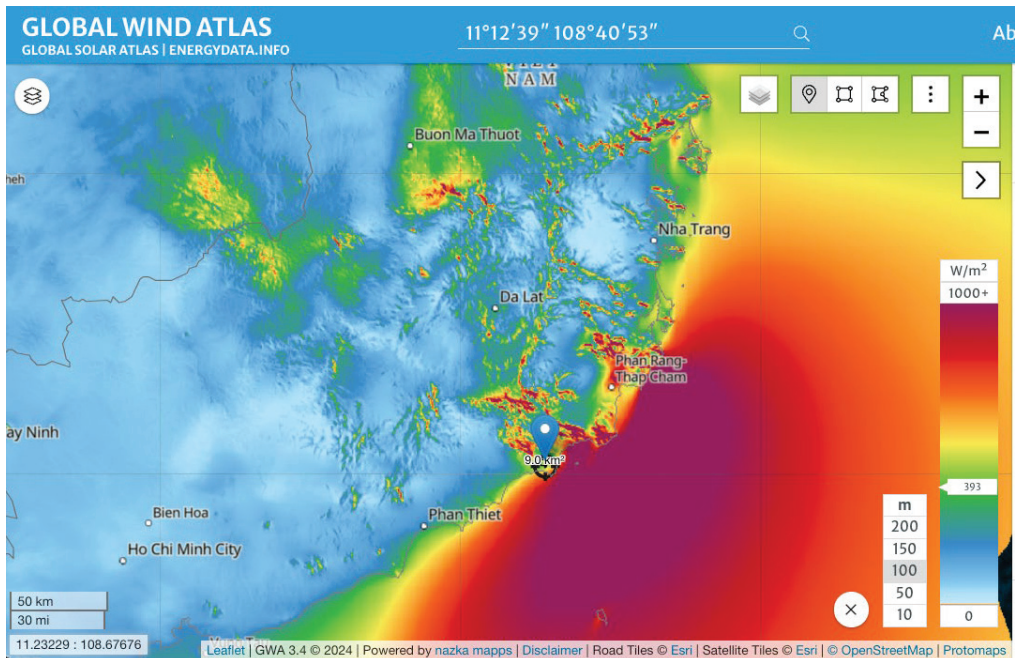 GLOBAL WIND ATLAS
GLOBAL SOLAR ATLAS | ENERGYDATA.INFO
11°12'39" 108°40'53"
Ab
NAM
Buon Ma Thuot
heh
Nha Trang
W/m²
1000+
Da Lat
Phan Rang-
Thap Cham
ay Ninh
9.0 km²
393
m
200
150
100
50
10
0
Phan Thiet
Bien Hoa
Ho Chi Minh City
50 km
30 mi
11.23229 : 108.67676
Leaflet | GWA 3.4 © 2024 | Powered by nazka mapps | Disclaimer | Road Tiles © Esri | Satellite Tiles © Esri | © OpenStreetMap | Protomaps